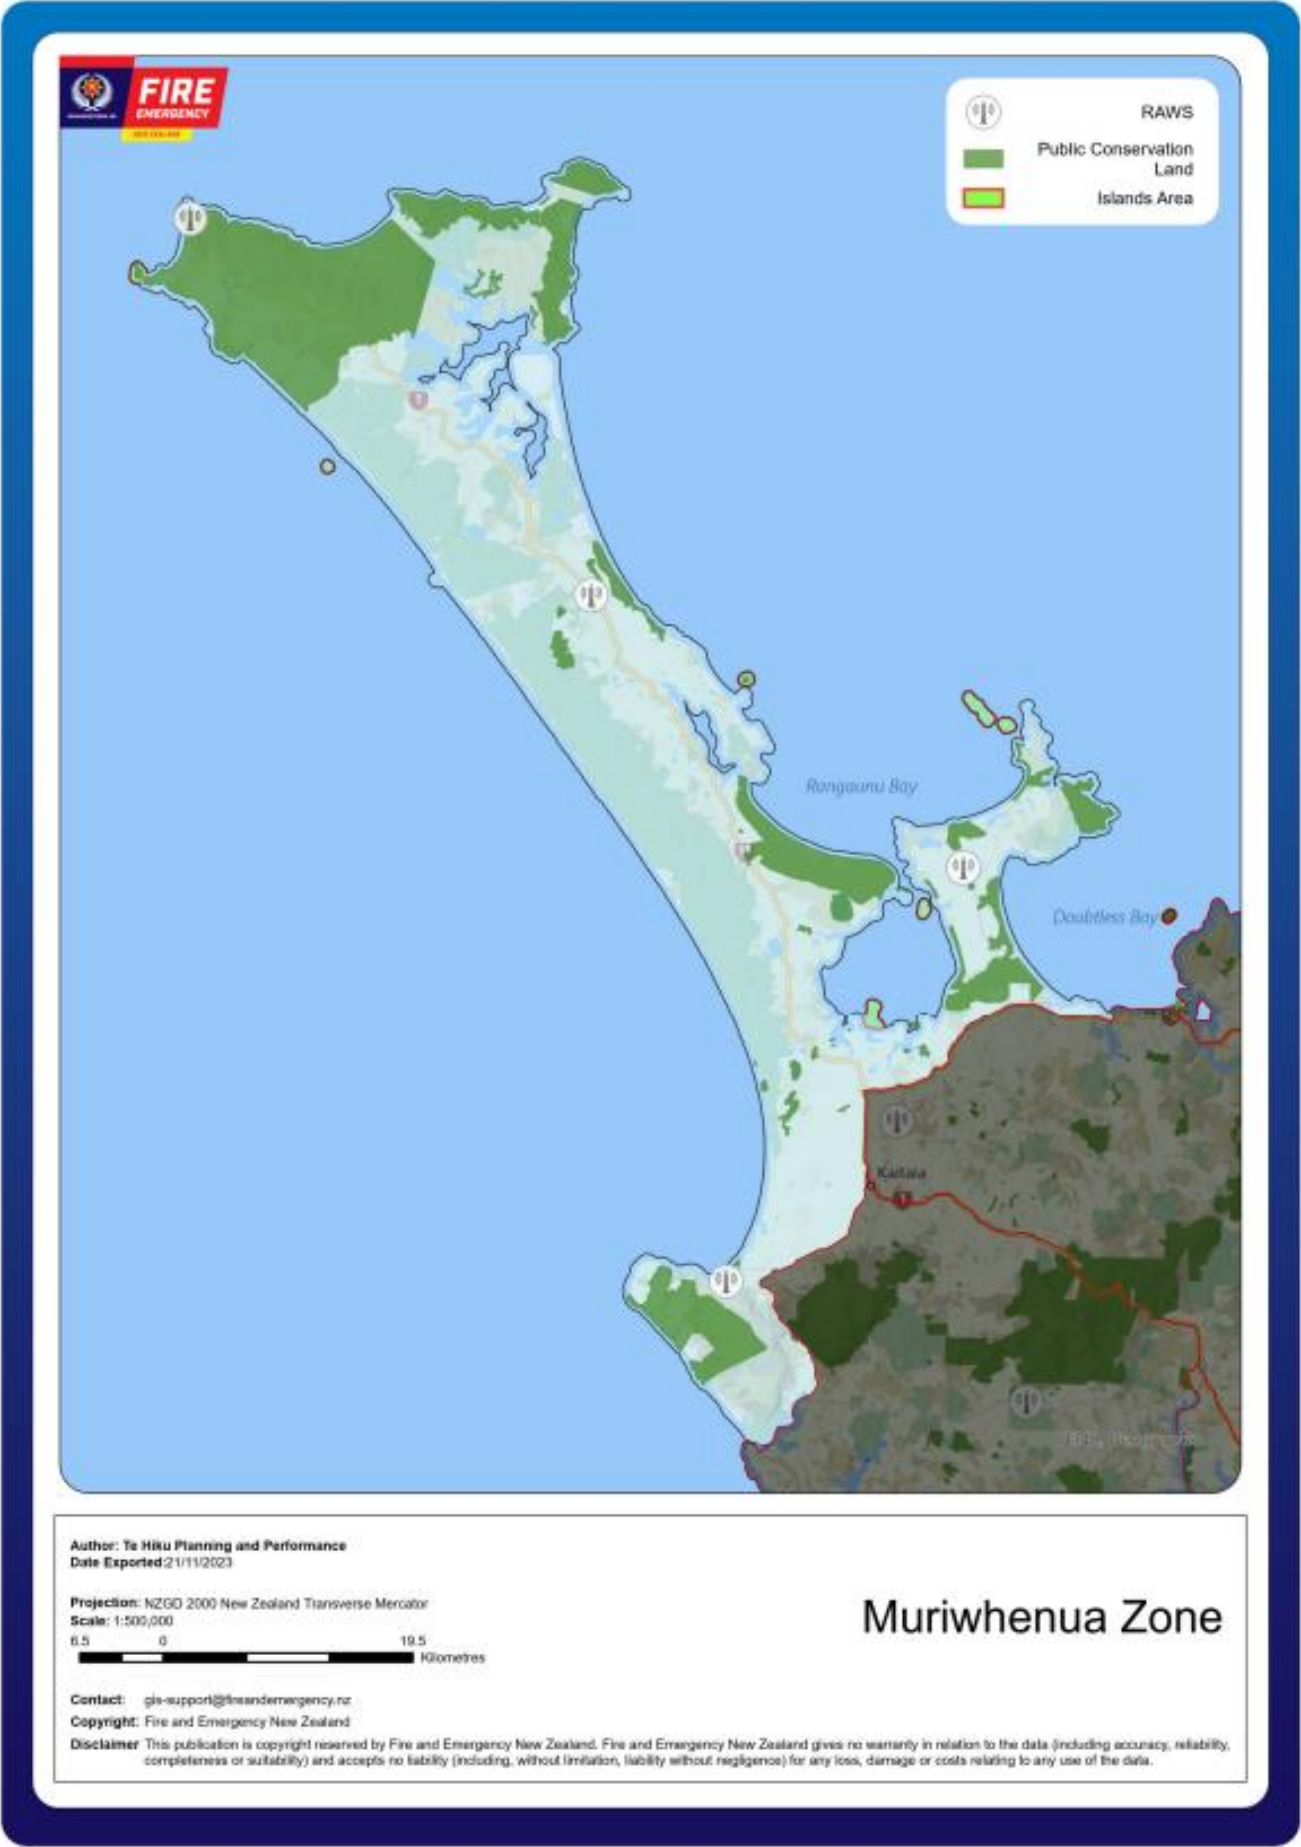 FIRE
EMERGENCY
NEW ZEALAND
RAWS
Public Conservation
Land
Islands Area
1
Rangaunu Bay
Doubtless Bay
Kaitaia
1
Author: Te Hiku Planning and Performance
Date Exported:21/11/2023
Projection: NZGD 2000 New Zealand Transverse Mercator
Scale: 1:500,000
6.5 0 19.5
Kilometres
Muriwhenua Zone
Contact: gis-support@fireandemergency.nz
Copyright: Fire and Emergency New Zealand
Disclaimer This publication is copyright reserved by Fire and Emergency New Zealand. Fire and Emergency New Zealand gives no warranty in relation to the data (including accuracy, reliability,
completeness or suitability) and accepts no liability (including, without limitation, liability without negligence) for any loss, damage or costs relating to any use of the data.